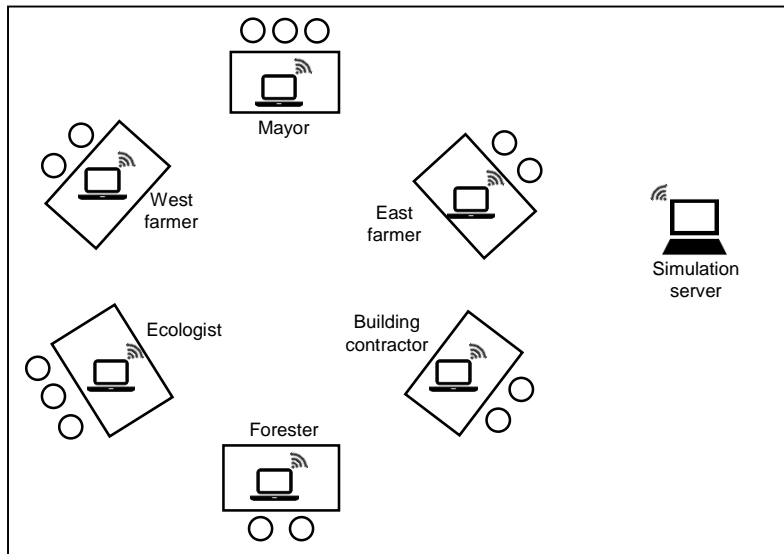 Mayor
West
farmer
East
farmer
Simulation
server
Ecologist
Building
contractor
Forester